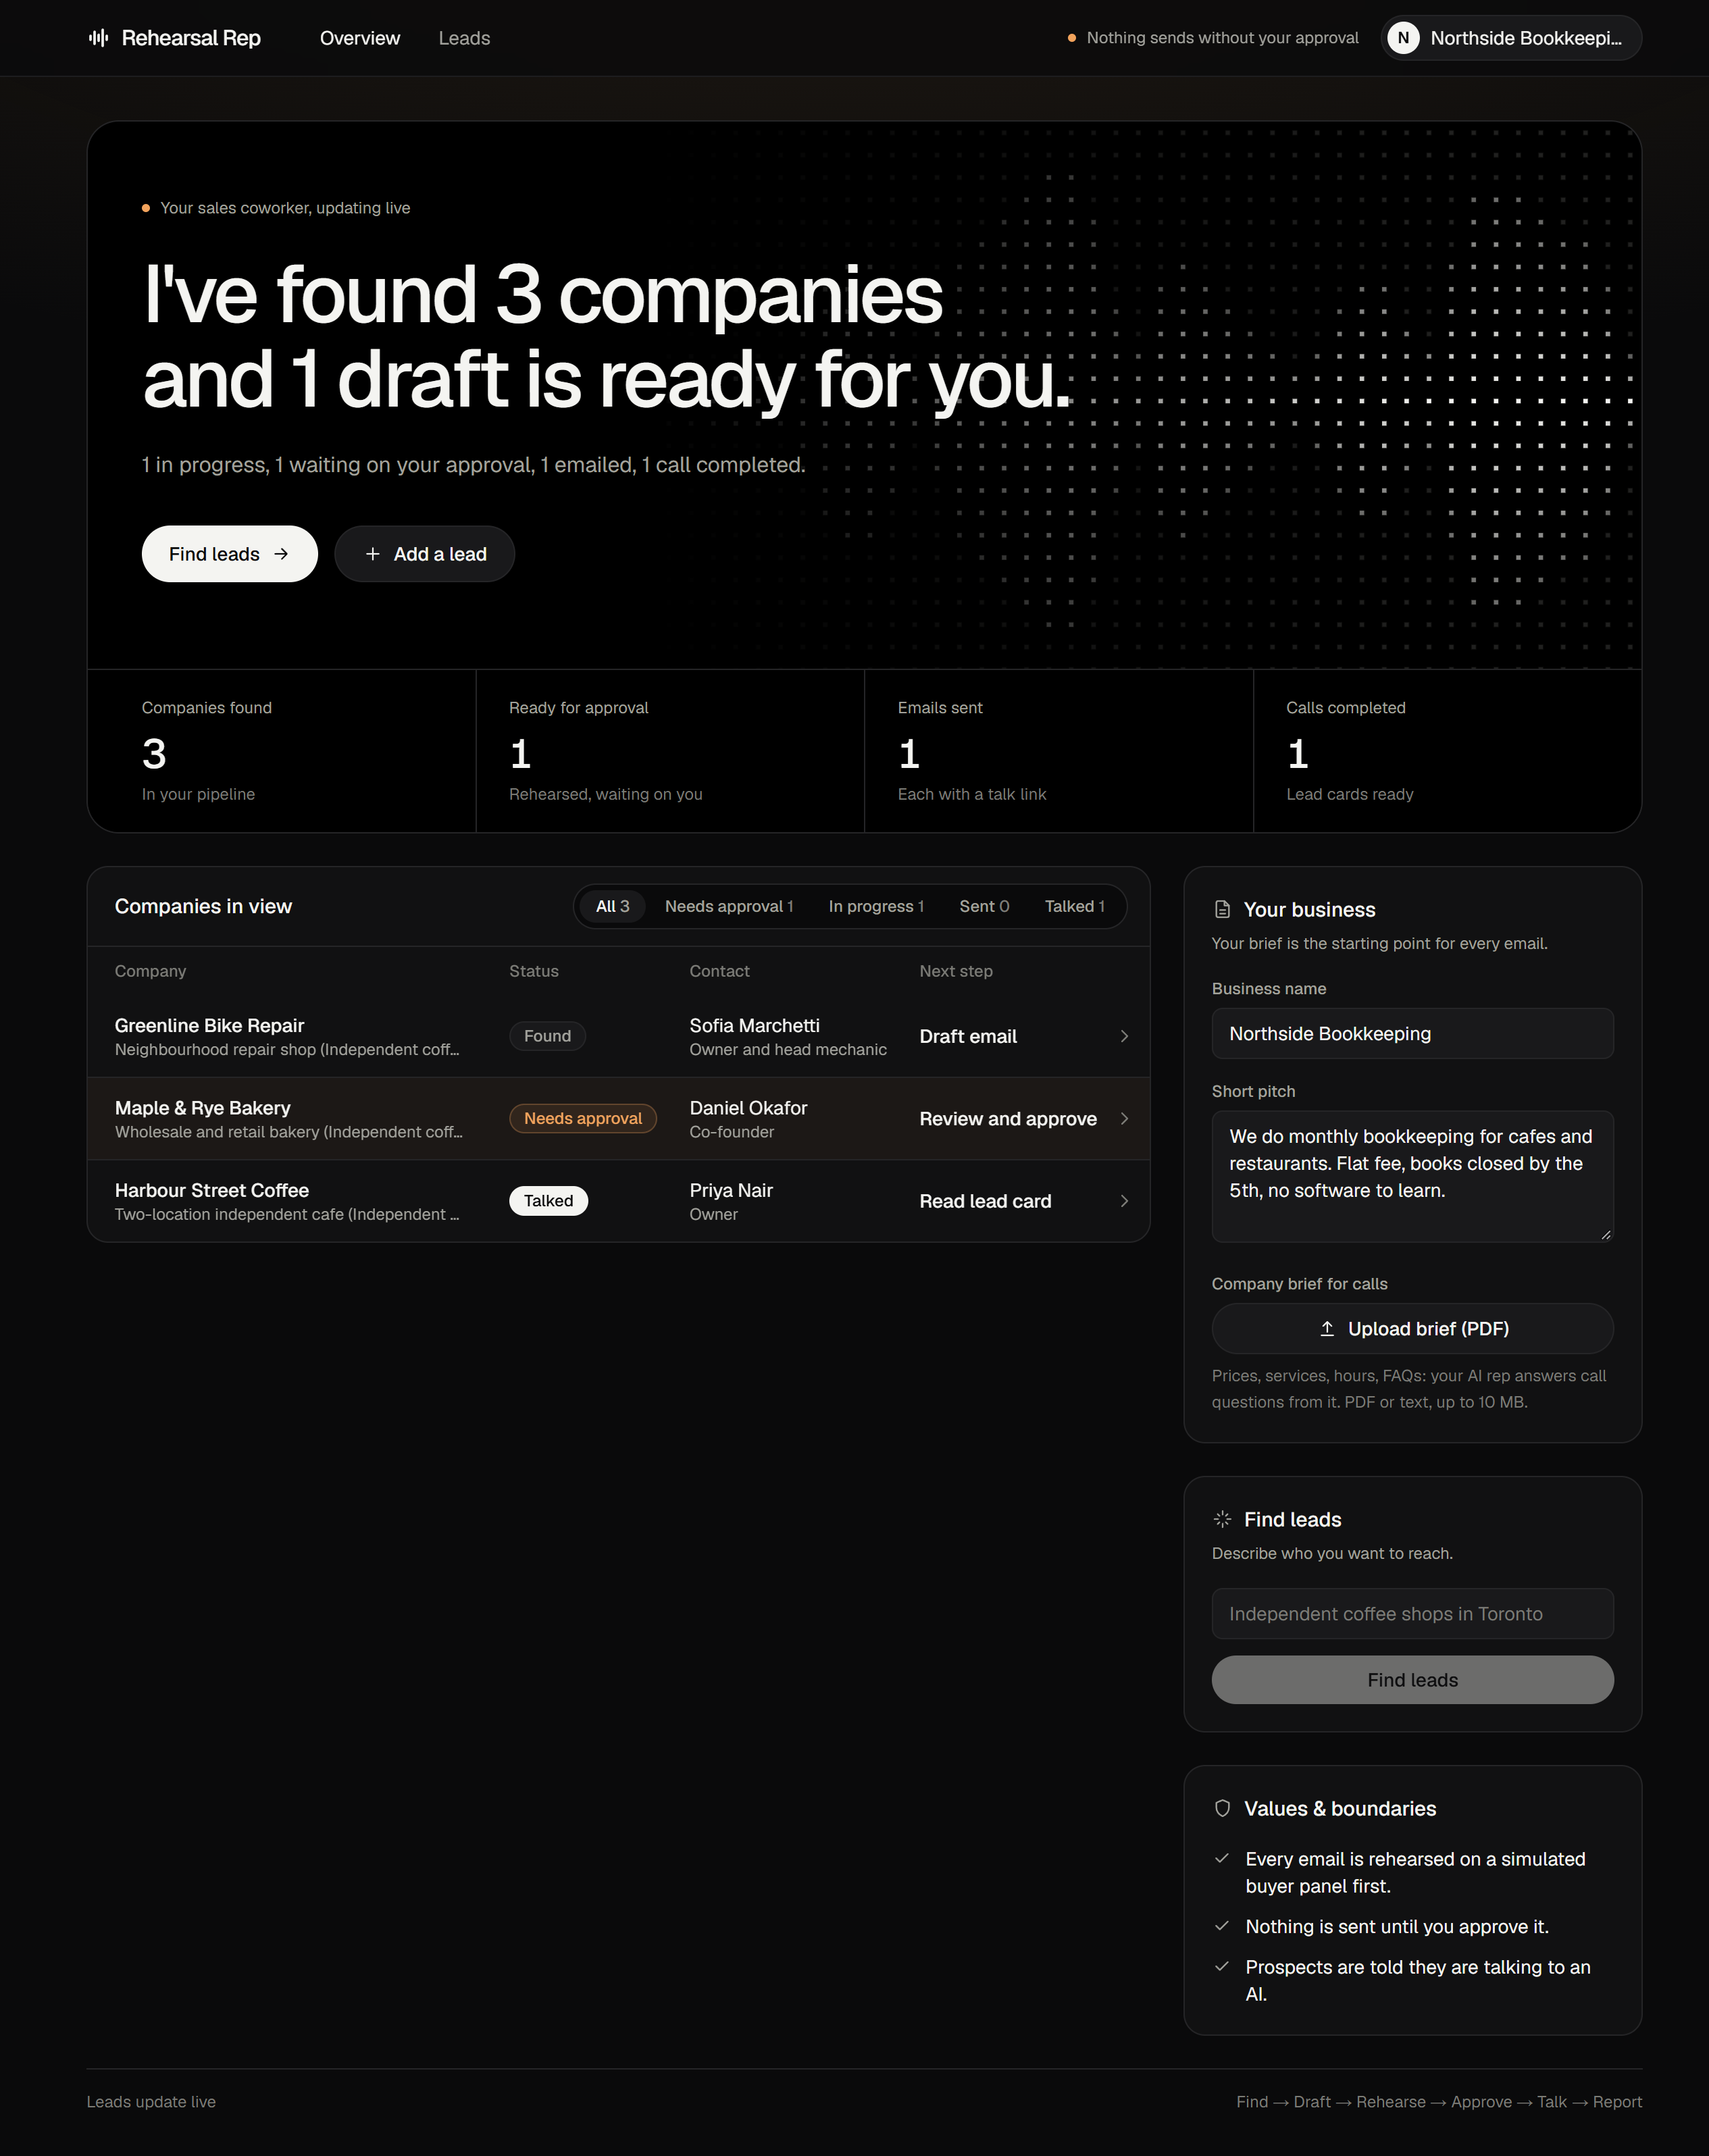 Rehearsal Rep
Overview
Leads
Nothing sends without your approval
N
Northside Bookkeepi...
Your sales coworker, updating live
I've found 3 companies
and 1 draft is ready for you.
1 in progress, 1 waiting on your approval, 1 emailed, 1 call completed.
Find leads →
+ Add a lead
Companies found
3
In your pipeline
Ready for approval
1
Rehearsed, waiting on you
Emails sent
1
Each with a talk link
Calls completed
1
Lead cards ready
Companies in view
All 3
Needs approval 1
In progress 1
Sent 0
Talked 1
Company
Status
Contact
Next step
Greenline Bike Repair
Neighbourhood repair shop (Independent coff...
Found
Sofia Marchetti
Owner and head mechanic
Draft email
Maple & Rye Bakery
Wholesale and retail bakery (Independent coff...
Needs approval
Daniel Okafor
Co-founder
Review and approve
Harbour Street Coffee
Two-location independent cafe (Independent ...
Talked
Priya Nair
Owner
Read lead card
Your business
Your brief is the starting point for every email.
Business name
Northside Bookkeeping
Short pitch
We do monthly bookkeeping for cafes and
restaurants. Flat fee, books closed by the
5th, no software to learn.
Company brief for calls
Upload brief (PDF)
Prices, services, hours, FAQs: your AI rep answers call
questions from it. PDF or text, up to 10 MB.
Find leads
Describe who you want to reach.
Independent coffee shops in Toronto
Find leads
Values & boundaries
Every email is rehearsed on a simulated
buyer panel first.
Nothing is sent until you approve it.
Prospects are told they are talking to an
AI.
Leads update live
Find → Draft → Rehearse → Approve → Talk → Report